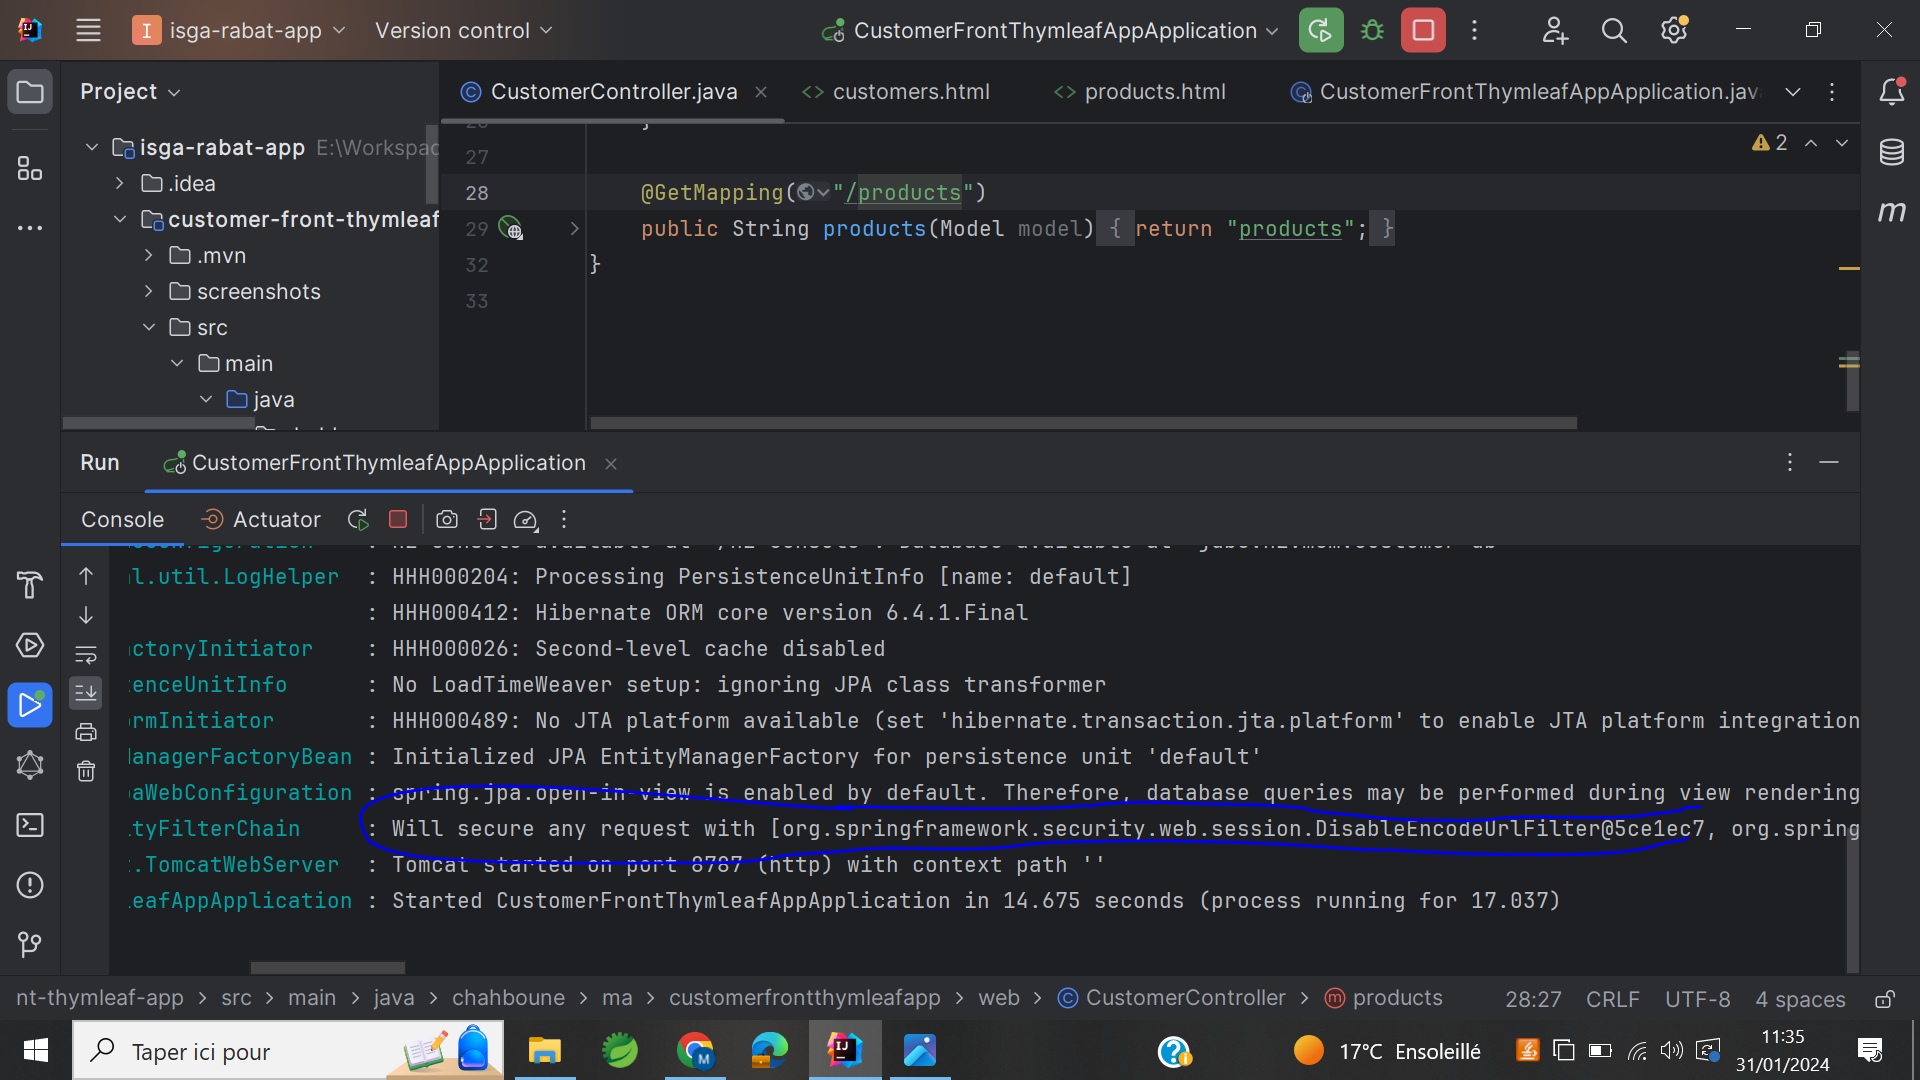 isga-rabat-app
Version control
CustomerFrontThymleafAppApplication
Project
CustomerController.java
customers.html
products.html
CustomerFrontThymleafAppApplication.jav
isga-rabat-app E:\Workspac
.idea
customer-front-thymleaf
.mvn
screenshots
src
main
java
2
27
28 @GetMapping("/products")
29 public String products(Model model) { return "products"; }
32 }
33
Run CustomerFrontThymleafAppApplication
Console Actuator
l.util.LogHelper : HHH000204: Processing PersistenceUnitInfo [name: default]
: HHH000412: Hibernate ORM core version 6.4.1.Final
ctoryInitiator : HHH000026: Second-level cache disabled
enceUnitInfo : No LoadTimeWeaver setup: ignoring JPA class transformer
rmInitiator : HHH000489: No JTA platform available (set 'hibernate.transaction.jta.platform' to enable JTA platform integration
anagerFactoryBean : Initialized JPA EntityManagerFactory for persistence unit 'default'
aWebConfiguration : spring.jpa.open-in-view is enabled by default. Therefore, database queries may be performed during view rendering
tyFilterChain : Will secure any request with [org.springframework.security.web.session.DisableEncodeUrlFilter@5ce1ec7, org.spring
.TomcatWebServer : Tomcat started on port 8787 (http) with context path ''
eafAppApplication : Started CustomerFrontThymleafAppApplication in 14.675 seconds (process running for 17.037)
nt-thymleaf-app > src > main > java > chahboune > ma > customerfrontthymleafapp > web > CustomerController > products
28:27 CRLF UTF-8 4 spaces
Taper ici pour
17°C Ensoleillé
11:35
31/01/2024